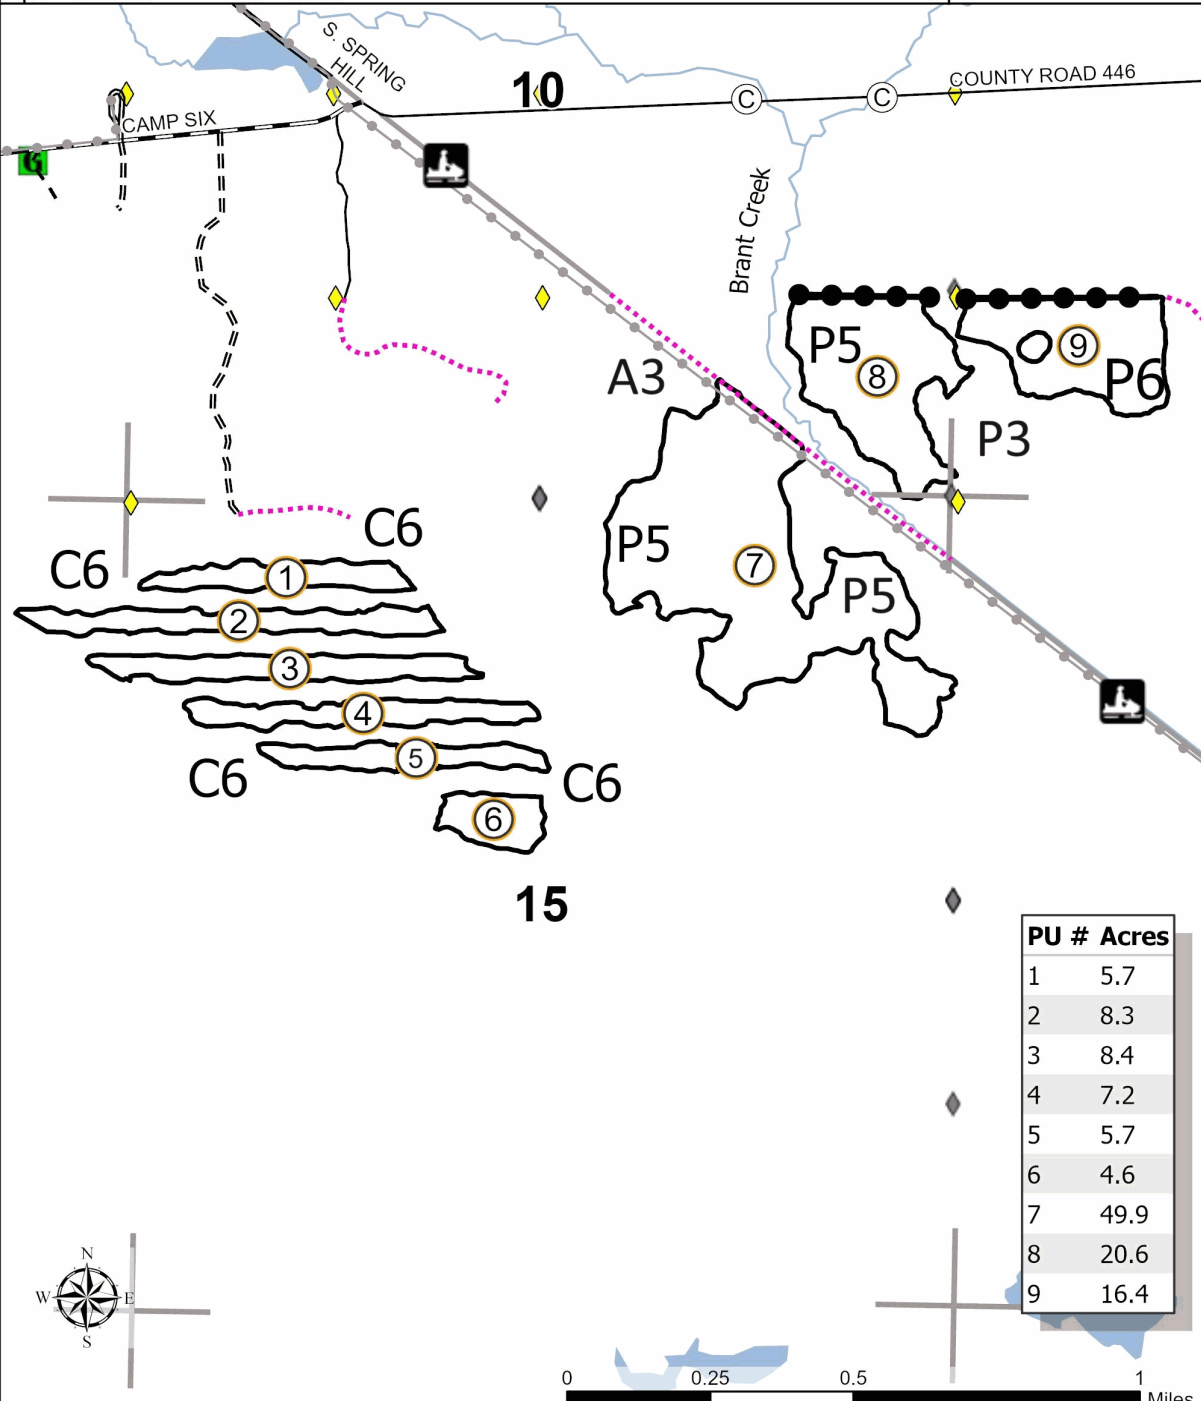 S. SPRING
HILL
10
COUNTY ROAD 446
C
C
CAMP SIX
G
Brant Creek
P5
8
9
P6
A3
P3
C6
C6
P5
7
P5
1
2
3
4
5
C6
C6
6
15
PU # Acres
1 5.7
2 8.3
3 8.4
4 7.2
5 5.7
6 4.6
7 49.9
8 20.6
9 16.4
N
W E
S
0 0.25 0.5 1
Miles